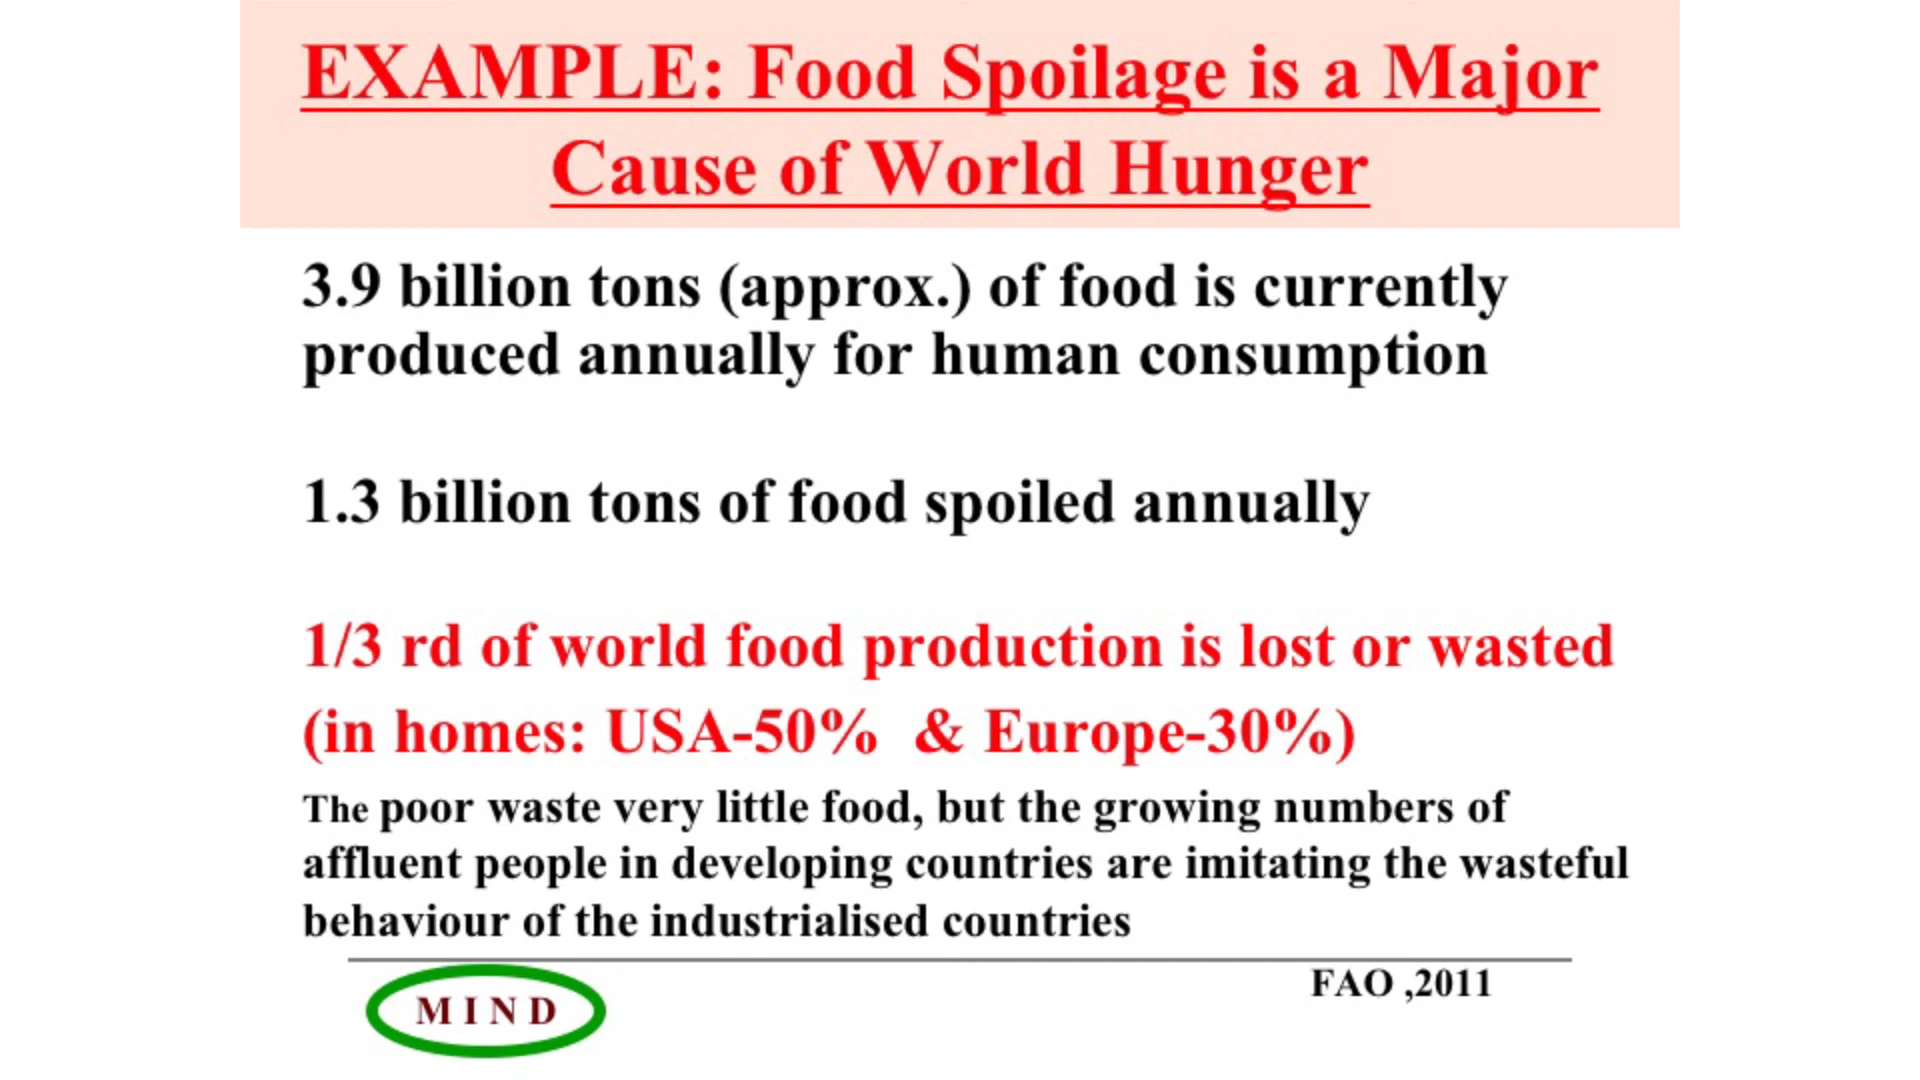 EXAMPLE: Food Spoilage is a Major
Cause of World Hunger
3.9 billion tons (approx.) of food is currently
produced annually for human consumption
1.3 billion tons of food spoiled annually
1/3 rd of world food production is lost or wasted
(in homes: USA-50% & Europe-30%)
The poor waste very little food, but the growing numbers of
affluent people in developing countries are imitating the wasteful
behaviour of the industrialised countries
FAO ,2011
M I N D